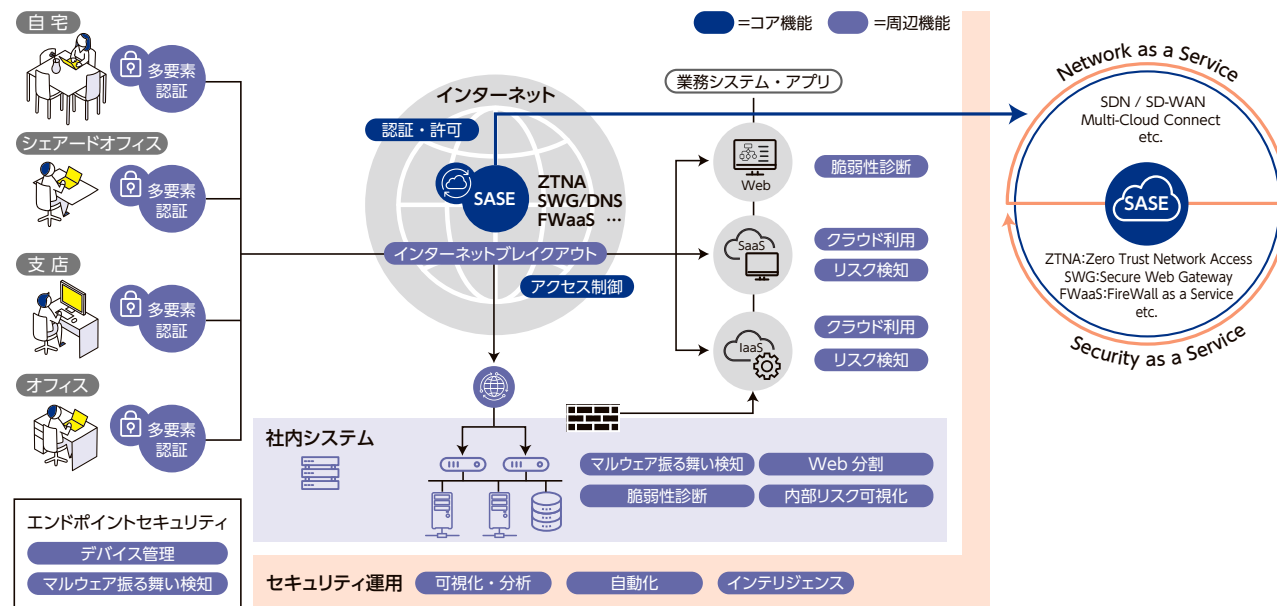 自 宅
多要素
認証
シェアードオフィス
多要素
認証
支 店
多要素
認証
オフィス
多要素
認証
エンドポイントセキュリティ
デバイス管理
マルウェア振る舞い検知
=コア機能
=周辺機能
インターネット
認証・許可
SASE
ZTNA
SWG/DNS
FWaaS …
インターネットブレイクアウト
アクセス制御
業務システム・アプリ
Web
脆弱性診断
SaaS
クラウド利用
リスク検知
IaaS
クラウド利用
リスク検知
社内システム
マルウェア振る舞い検知
Web 分割
脆弱性診断
内部リスク可視化
セキュリティ運用
可視化・分析
自動化
インテリジェンス
Network as a Service
SDN / SD-WAN
Multi-Cloud Connect
etc.
SASE
ZTNA:Zero Trust Network Access
SWG:Secure Web Gateway
FWaaS:FireWall as a Service
etc.
Security as a Service